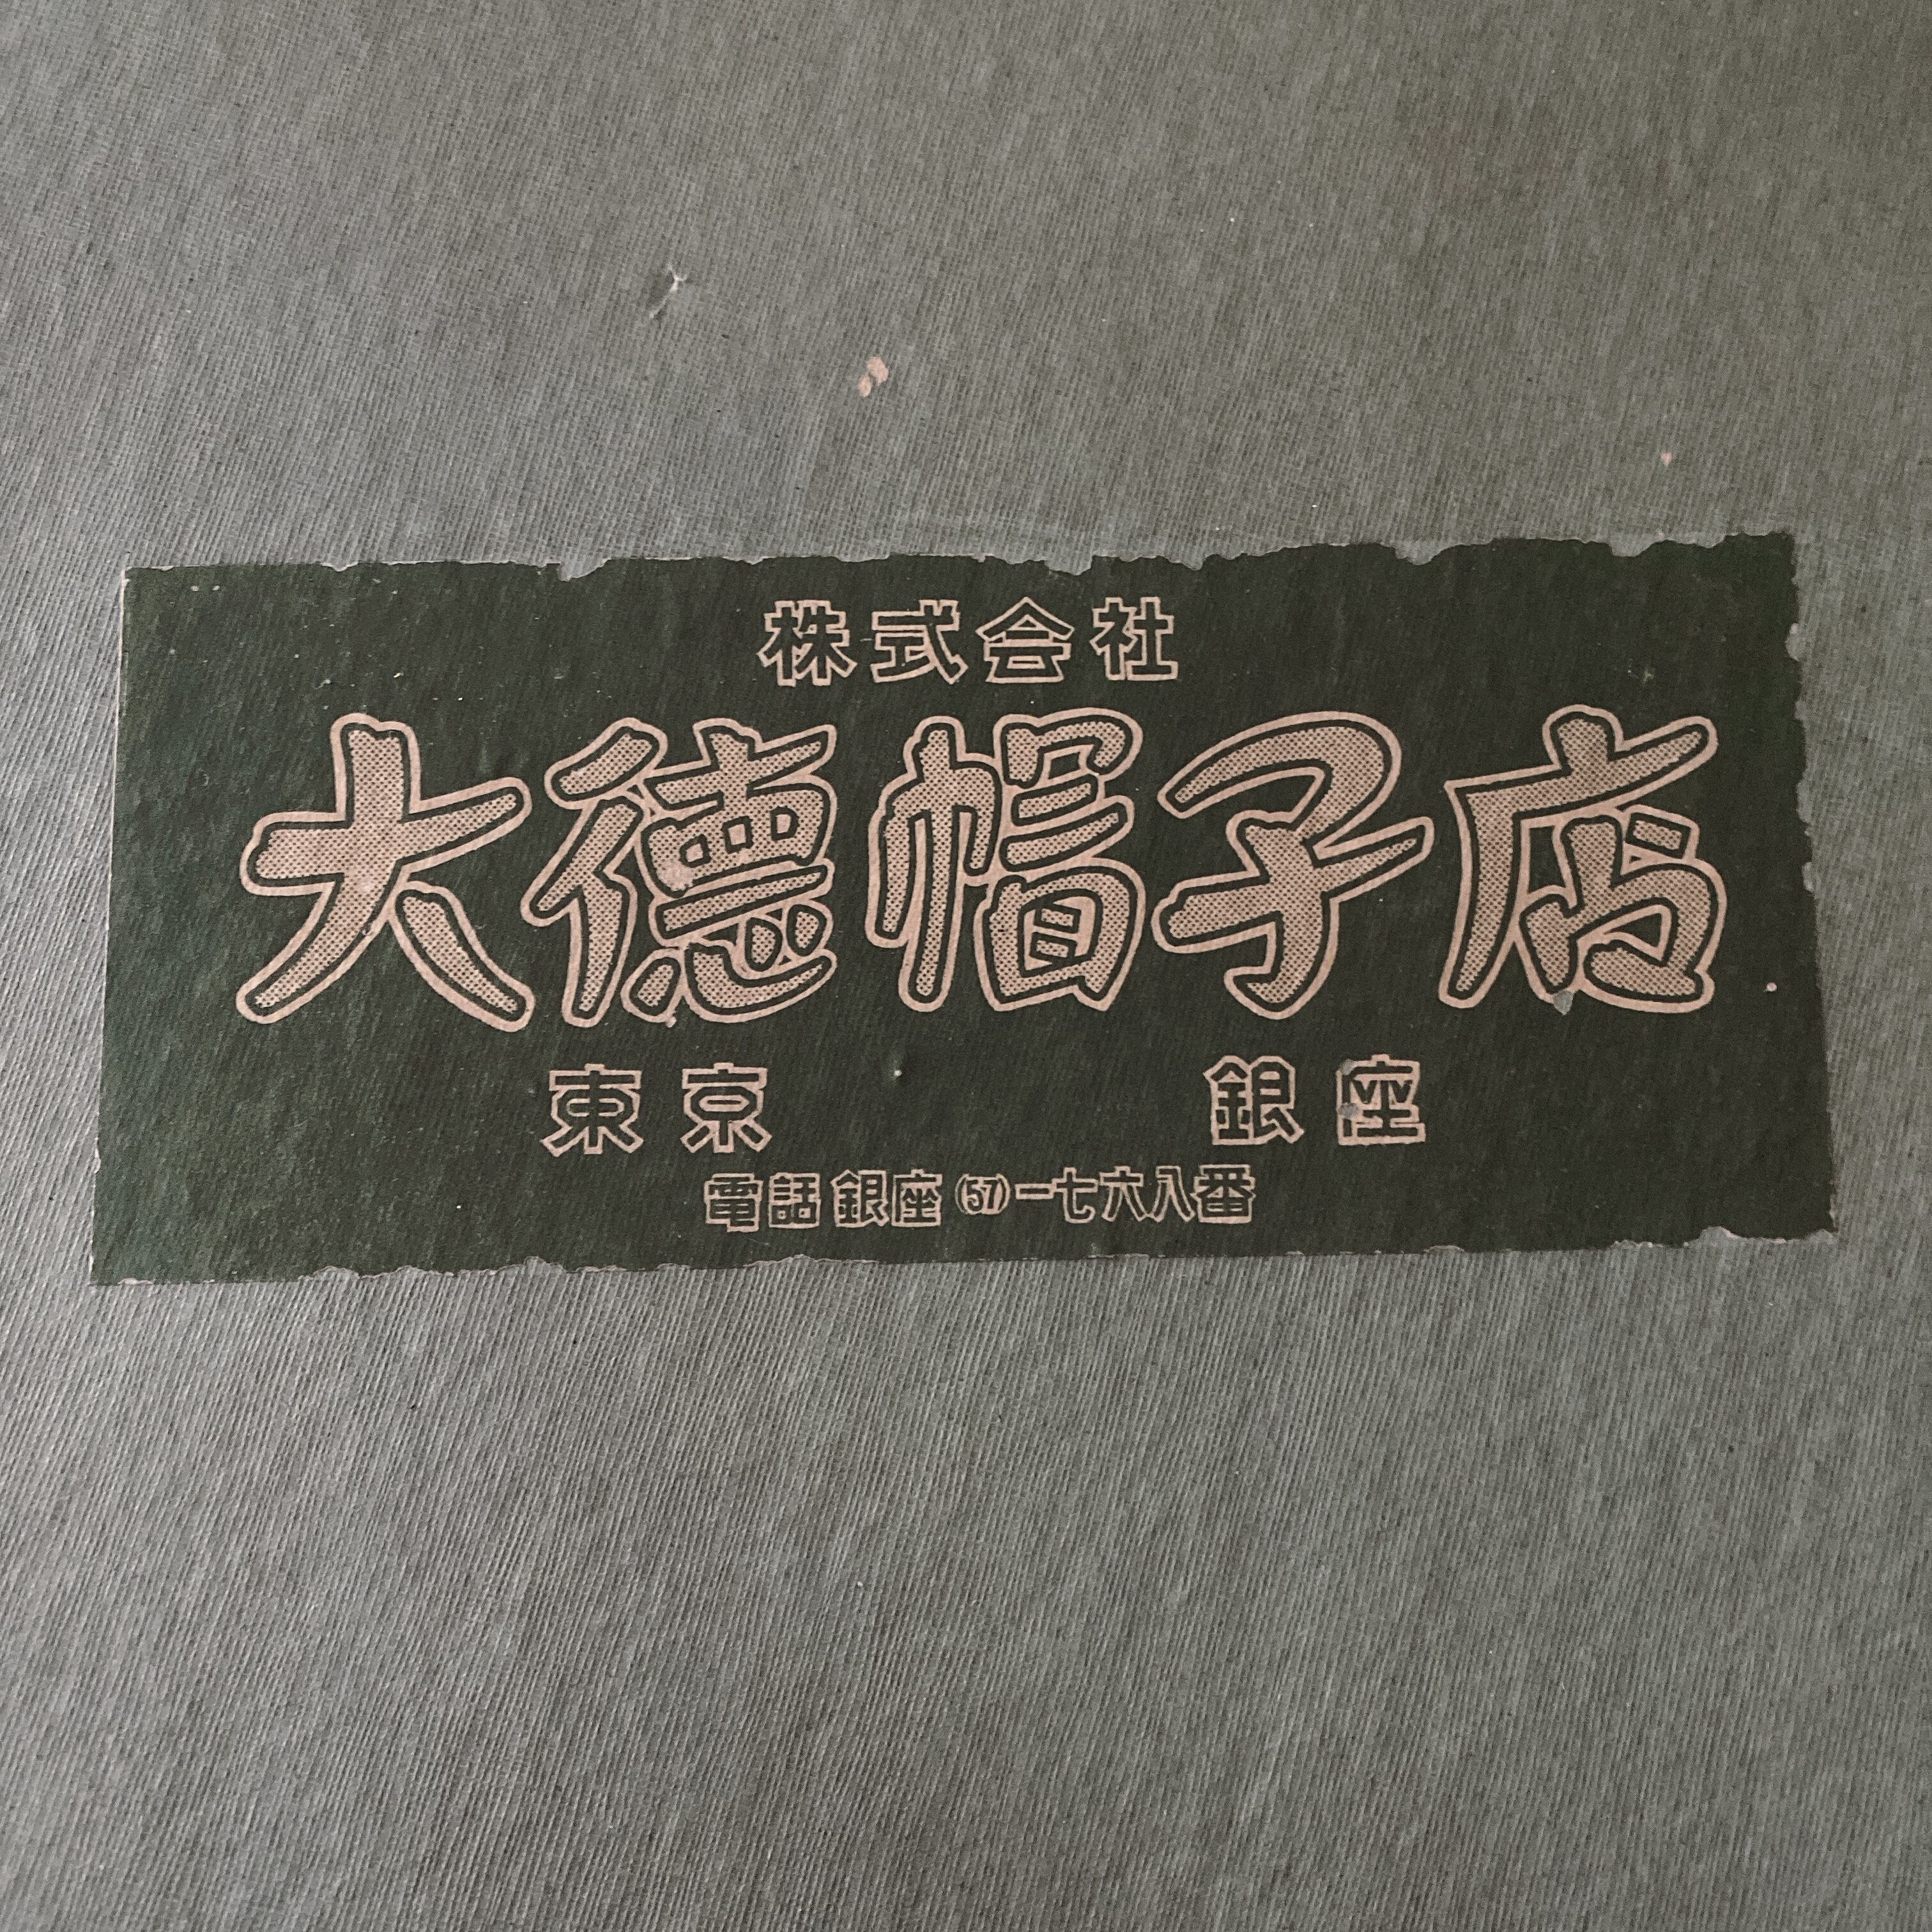 株式会社
大德帽子店
東京 銀座
電話 銀座(57)一七六八番